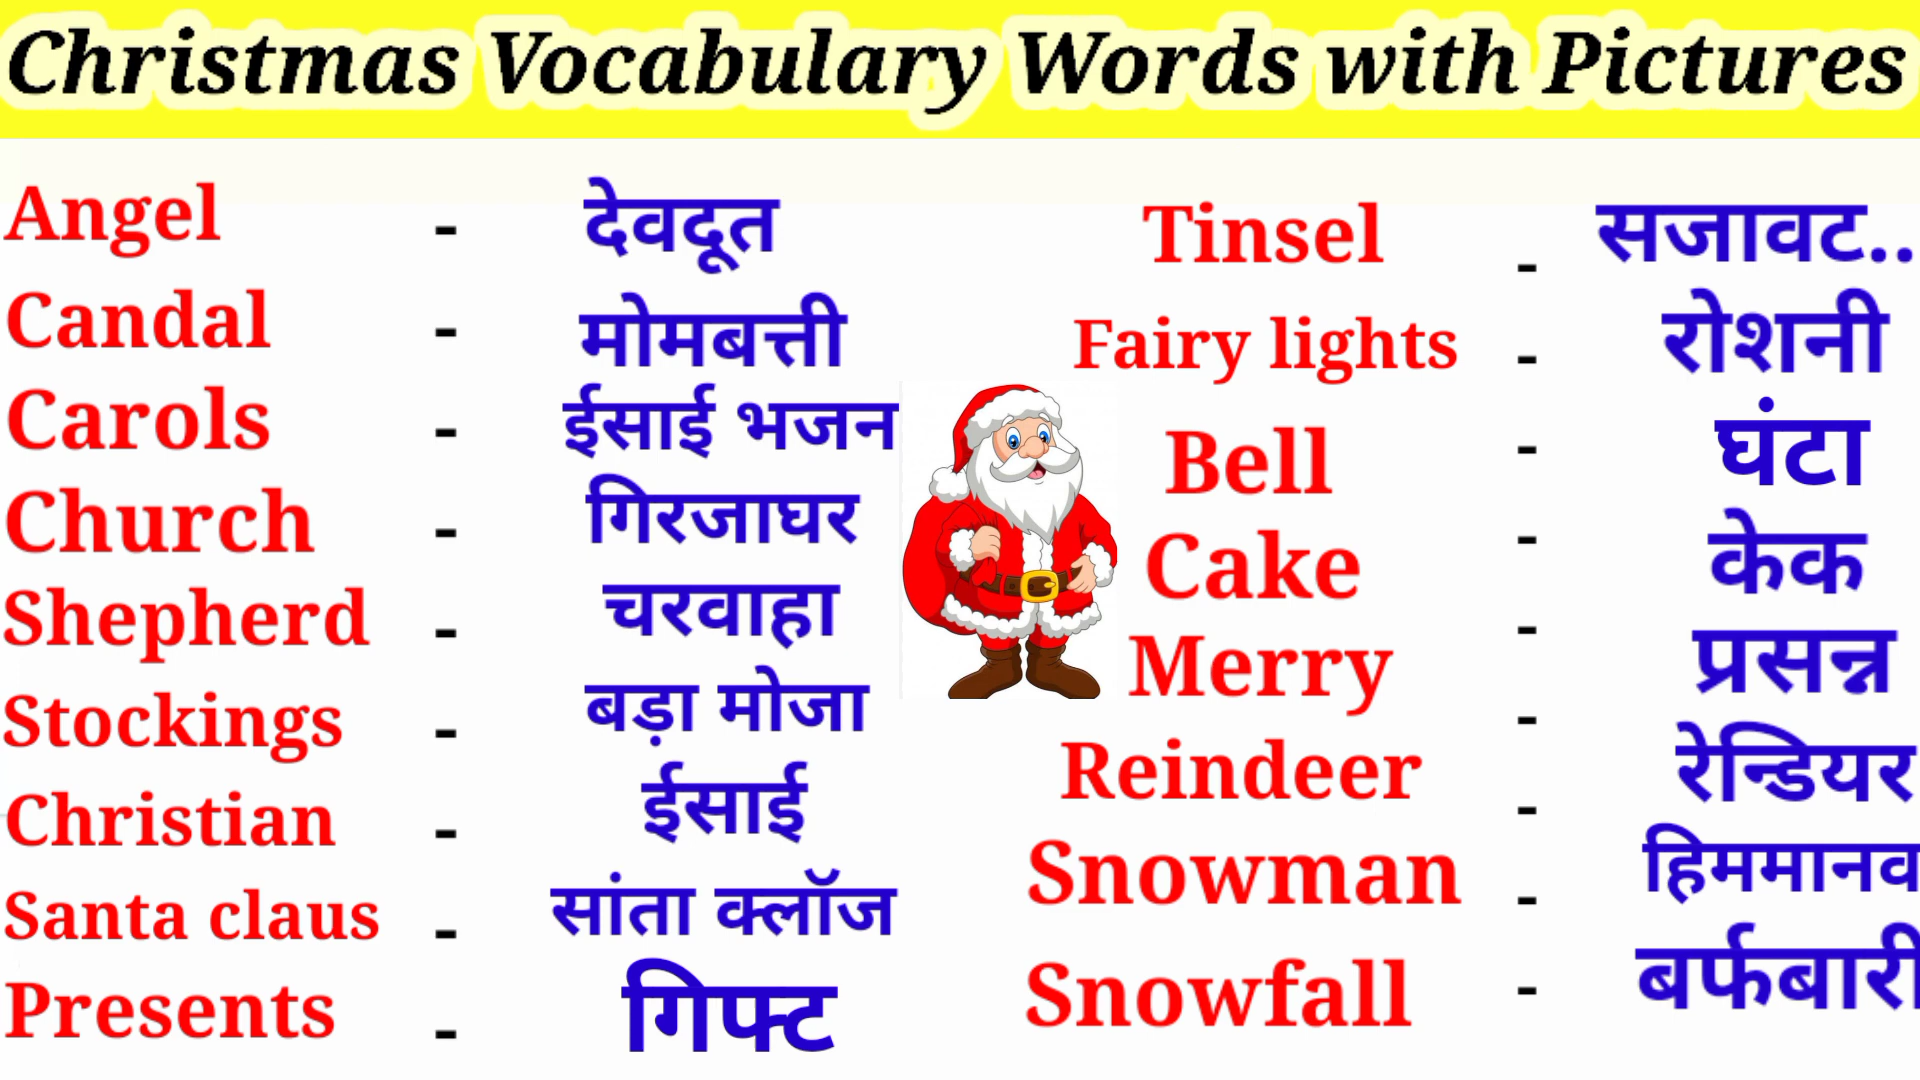 Christmas Vocabulary Words with Pictures
Angel - देवदूत
Candal - मोमबत्ती
Carols - ईसाई भजन
Church - गिरजाघर
Shepherd - चरवाहा
Stockings - बड़ा मोजा
Christian - ईसाई
Santa claus - सांता क्लॉज
Presents - गिफ्ट
Tinsel - सजावट..
Fairy lights - रोशनी
Bell - घंटा
Cake - केक
Merry - प्रसन्न
Reindeer - रेन्डियर
Snowman - हिममानव
Snowfall - बर्फबारी